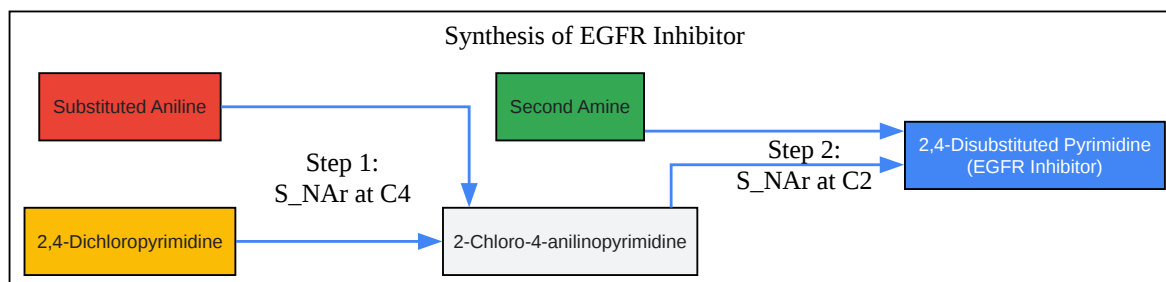 Synthesis of EGFR Inhibitor
Substituted Aniline
Second Amine
2,4-Disubstituted Pyrimidine
(EGFR Inhibitor)
Step 1:
S_NAr at C4
Step 2:
S_NAr at C2
2,4-Dichloropyrimidine
2-Chloro-4-anilinopyrimidine